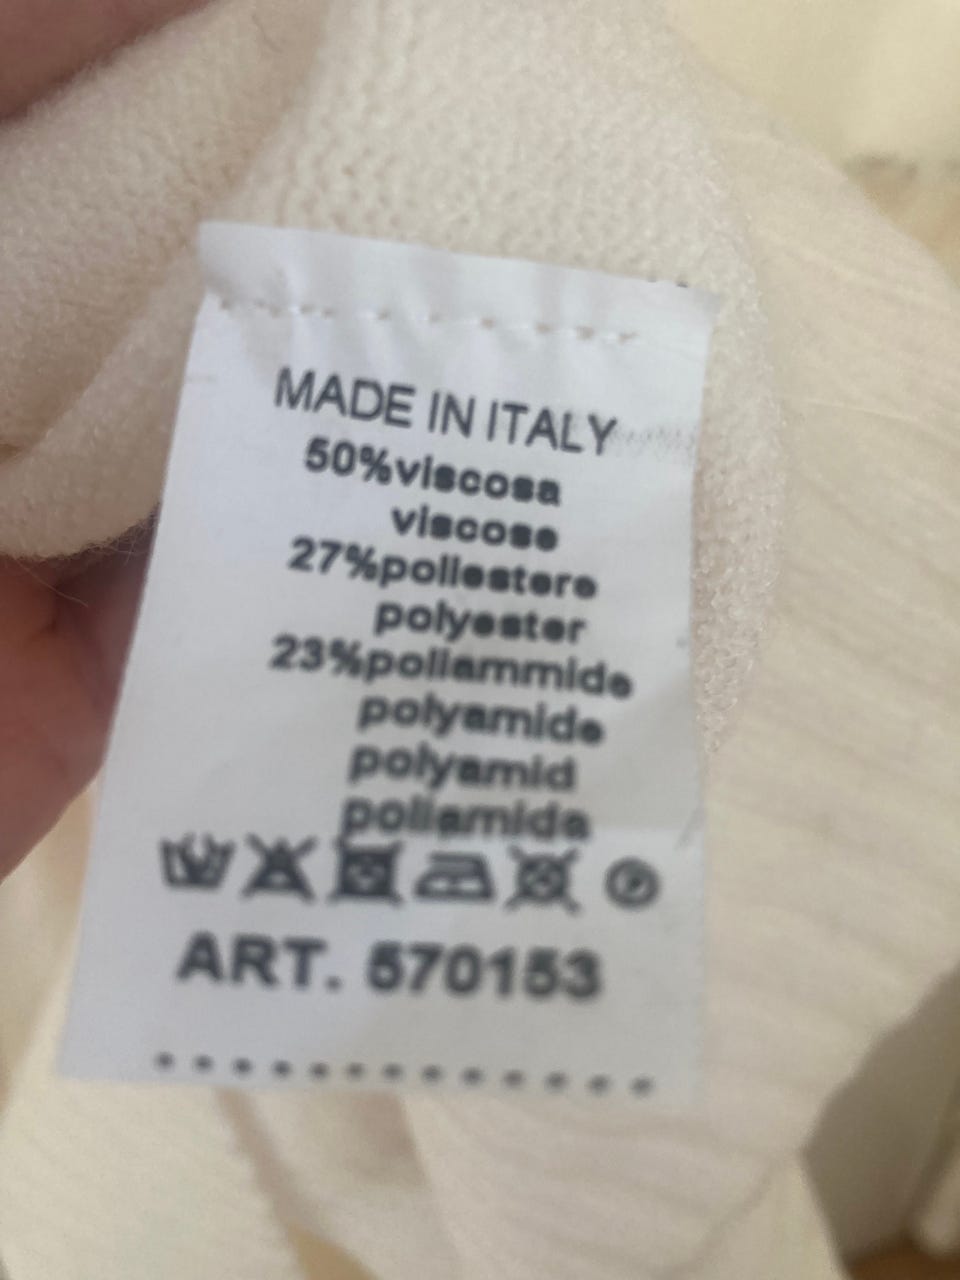 MADE IN ITALY
50%viscosa
viscose
27%poliestere
polyester
23%poliammide
polyamide
polyamid
poliamida
ART. 570153